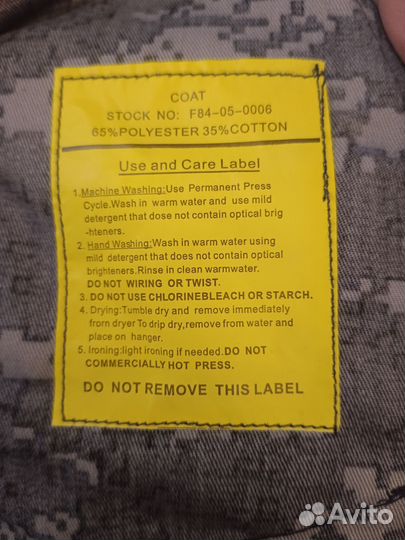 COAT
STOCK NO: F84-05-0006
65%POLYESTER 35%COTTON
Use and Care Label
1.Machine Washing:Use Permanent Press
Cycle.Wash in warm water and use mild
detergent that dose not contain optical brig
-hteners.
2. Hand Washing:Wash in warm water using
mild detergent that does not contain optical
brighteners.Rinse in clean warmwater.
DO NOT WIRING OR TWIST.
3. DO NOT USE CHLORINEBLEACH OR STARCH.
4. Drying:Tumble dry and remove immediately
frorn dryer To drip dry,remove from water and
place on hanger.
5. Ironing:light ironing if needed.DO NOT
COMMERCIALLY HOT PRESS.
DO NOT REMOVE THIS LABEL
Avito